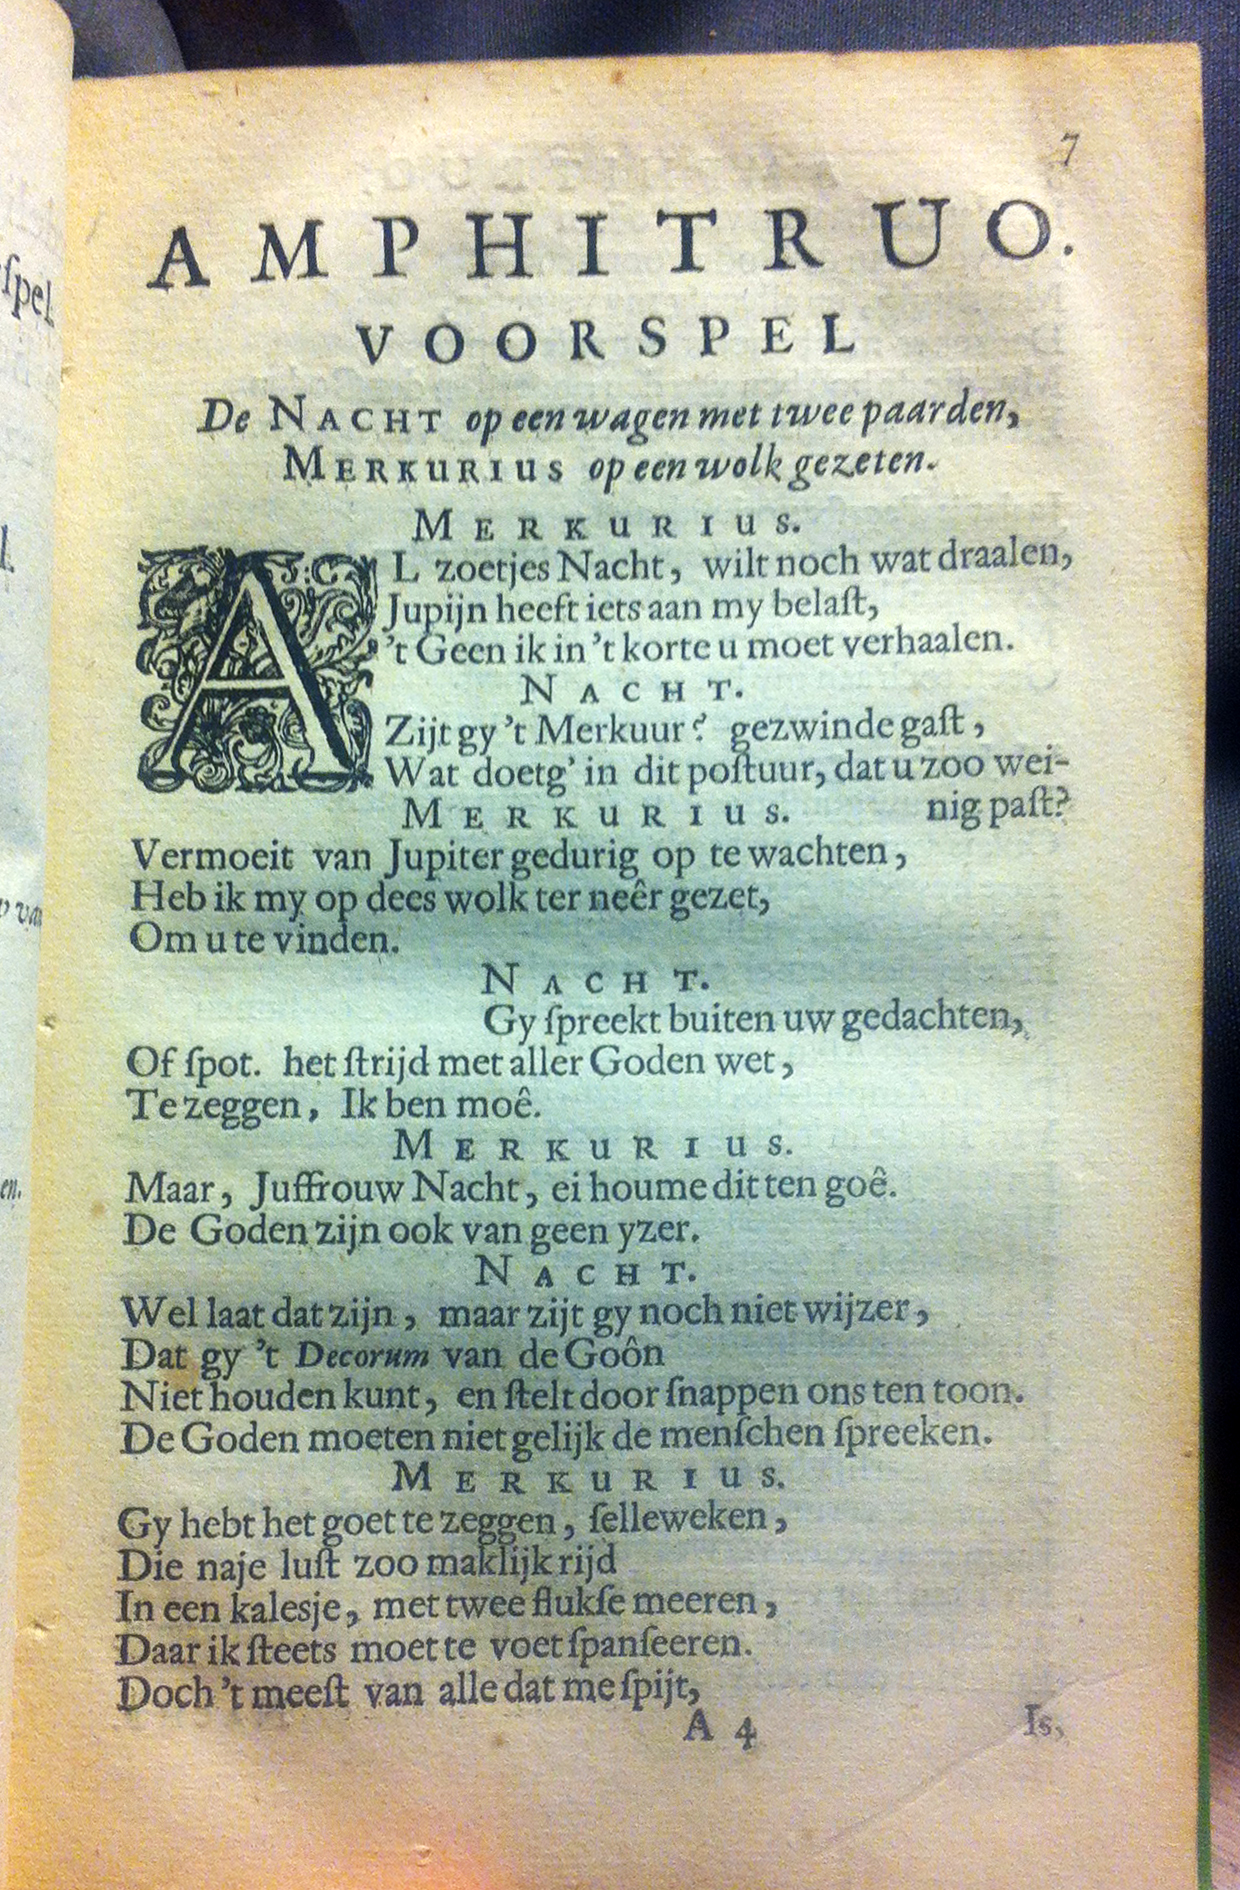 7
AMPHITRUO.
VOORSPEL
De NACHT op een wagen met twee paarden,
MERKURIUS op een wolk gezeten.
MERKURIUS.
AL zoetjes Nacht, wilt noch wat draalen,
Jupijn heeft iets aan my belaſt,
't Geen ik in 't korte u moet verhaalen.
NACHT.
Zijt gy 't Merkuur? gezwinde gaſt,
Wat doetg' in dit poſtuur, dat u zoo wei-
nig paſt?
MERKURIUS.
Vermoeit van Jupiter gedurig op te wachten,
Heb ik my op dees wolk ter neêr gezet,
Om u te vinden.
NACHT.
Gy ſpreekt buiten uw gedachten,
Of ſpot. het ſtrijd met aller Goden wet,
Te zeggen, Ik ben moê.
MERKURIUS.
Maar, Juffrouw Nacht, ei houme dit ten goê.
De Goden zijn ook van geen yzer.
NACHT.
Wel laat dat zijn, maar zijt gy noch niet wijzer,
Dat gy 't Decorum van de Goôn
Niet houden kunt, en ſtelt door ſnappen ons ten toon.
De Goden moeten niet gelijk de menſchen ſpreeken.
MERKURIUS.
Gy hebt het goet te zeggen, ſelleweken,
Die naje luſt zoo maklijk rijd
In een kalesje, met twee flukſe meeren,
Daar ik ſteets moet te voet ſpanſeeren.
Doch 't meeſt van alle dat me ſpijt,
A 4
Is,
ſpel.
l.
van
en.